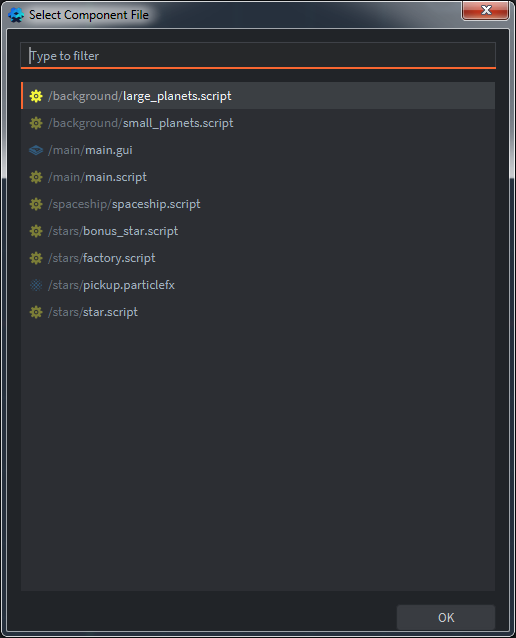 Select Component File
Type to filter
/background/large_planets.script
/background/small_planets.script
/main/main.gui
/main/main.script
/spaceship/spaceship.script
/stars/bonus_star.script
/stars/factory.script
/stars/pickup.particlefx
/stars/star.script
OK